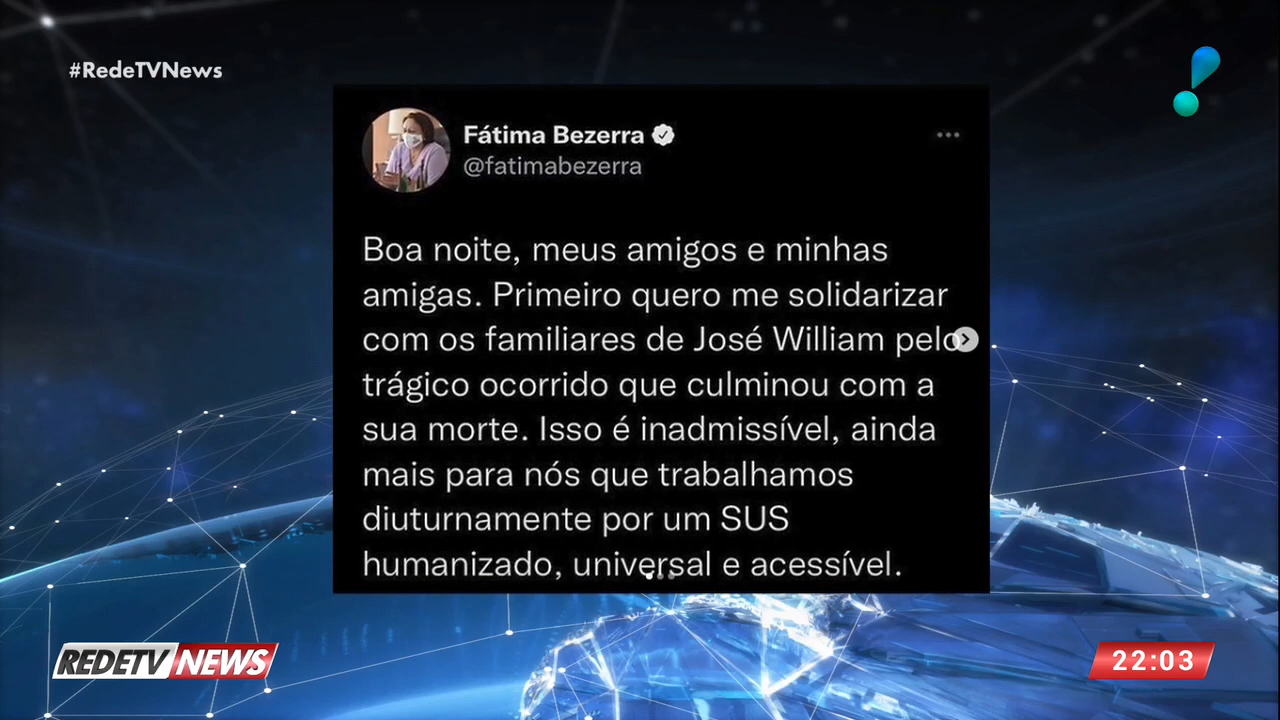 #RedeTVNews
Fátima Bezerra
@fatimabezerra
Boa noite, meus amigos e minhas
amigas. Primeiro quero me solidarizar
com os familiares de José William pelo
trágico ocorrido que culminou com a
sua morte. Isso é inadmissível, ainda
mais para nós que trabalhamos
diuturnamente por um SUS
humanizado, universal e acessível.
REDETV NEWS
22:03